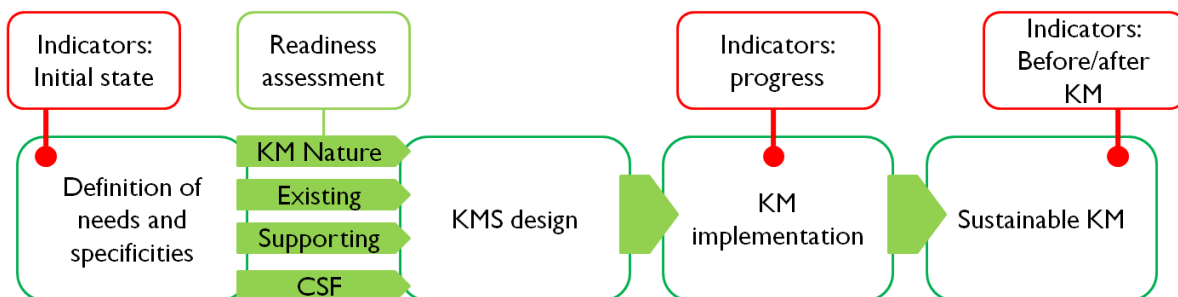 Indicators:
Initial state
Readiness
assessment
Indicators:
progress
Indicators:
Before/after
KM
Definition of
needs and
specificities
KM Nature
Existing
Supporting
CSF
KMS design
KM
implementation
Sustainable KM